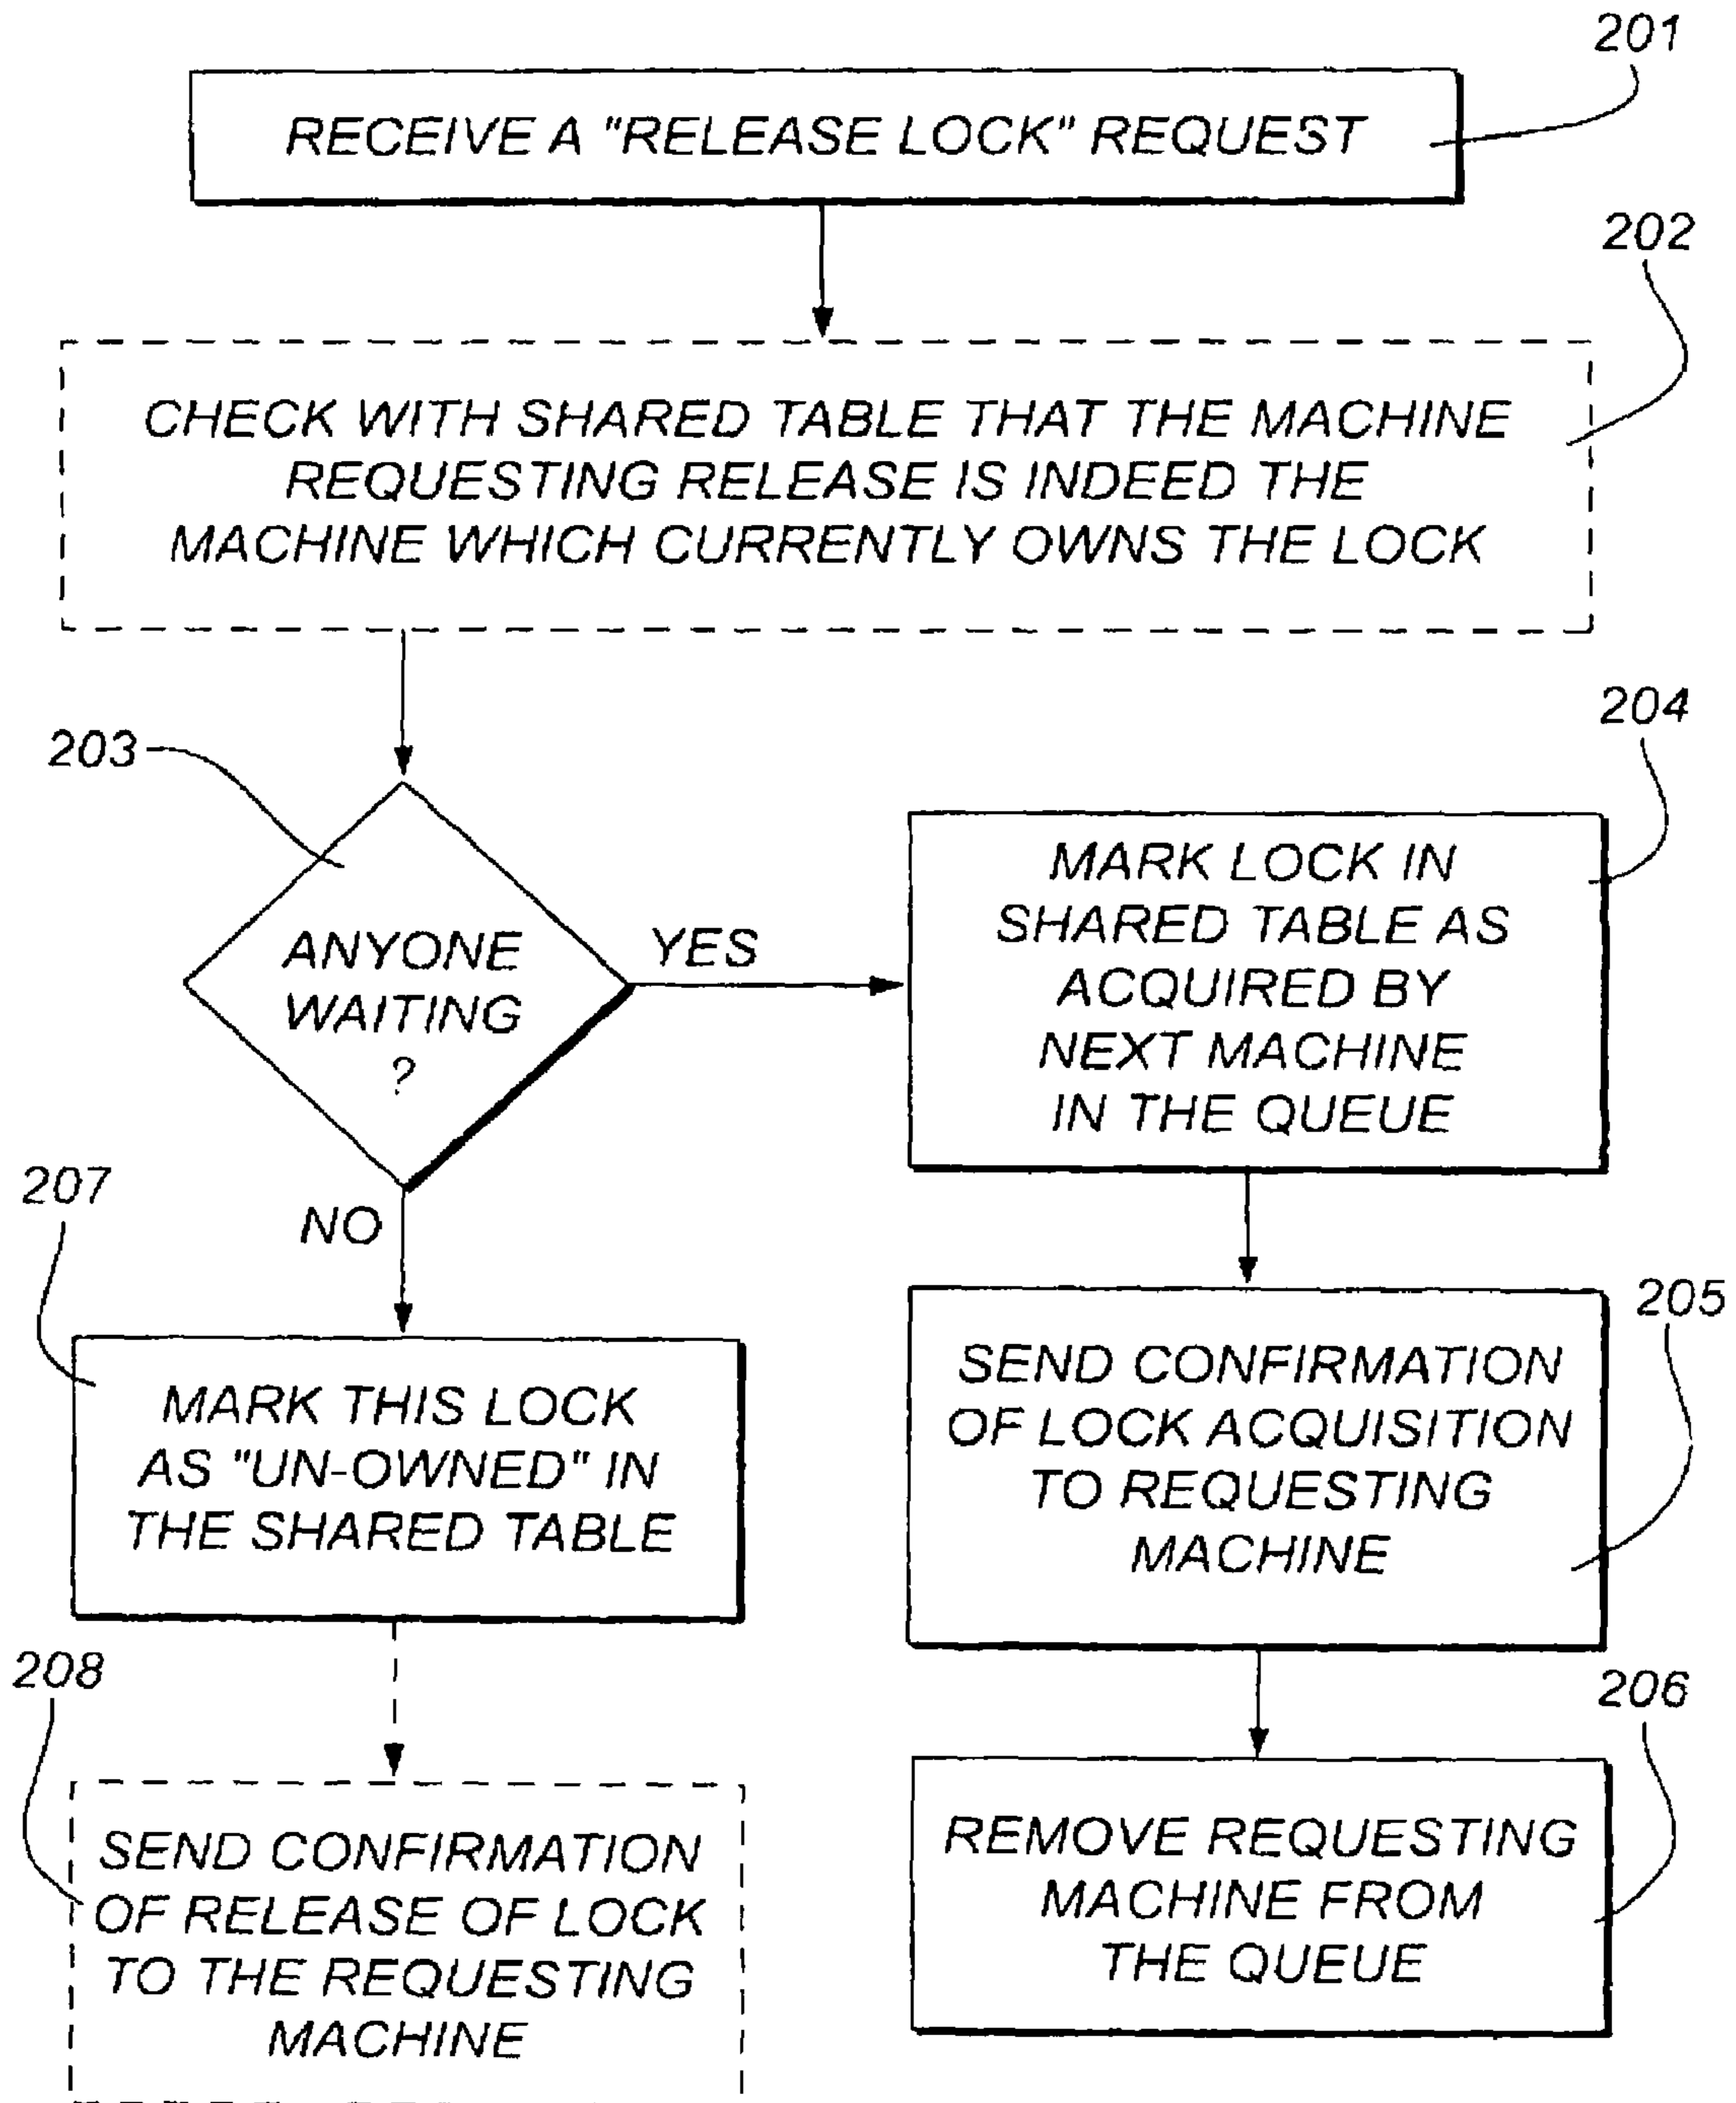 201
RECEIVE A "RELEASE LOCK" REQUEST
202
CHECK WITH SHARED TABLE THAT THE MACHINE
REQUESTING RELEASE IS INDEED THE
MACHINE WHICH CURRENTLY OWNS THE LOCK
203
ANYONE
WAITING
?
YES
204
MARK LOCK IN
SHARED TABLE AS
ACQUIRED BY
NEXT MACHINE
IN THE QUEUE
NO
205
SEND CONFIRMATION
OF LOCK ACQUISITION
TO REQUESTING
MACHINE
206
REMOVE REQUESTING
MACHINE FROM
THE QUEUE
207
MARK THIS LOCK
AS "UN-OWNED" IN
THE SHARED TABLE
208
SEND CONFIRMATION
OF RELEASE OF LOCK
TO THE REQUESTING
MACHINE